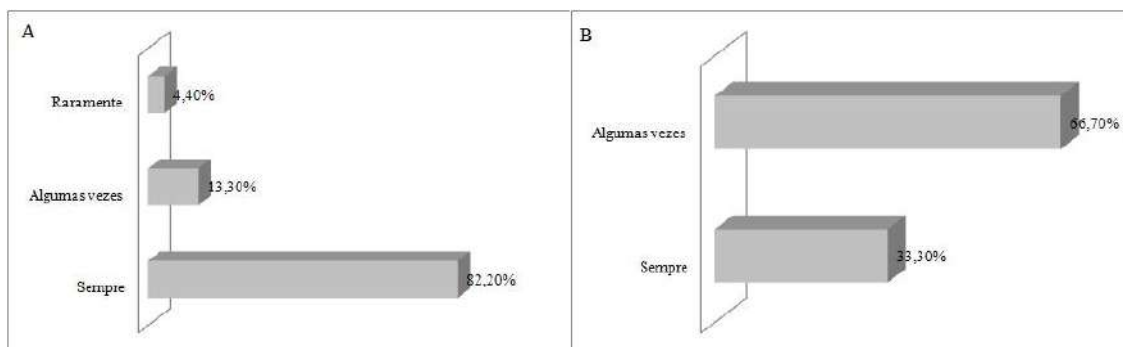 A
Raramente
4,40%
Algumas vezes
13,30%
Sempre
82,20%
B
Algumas vezes
66,70%
Sempre
33,30%